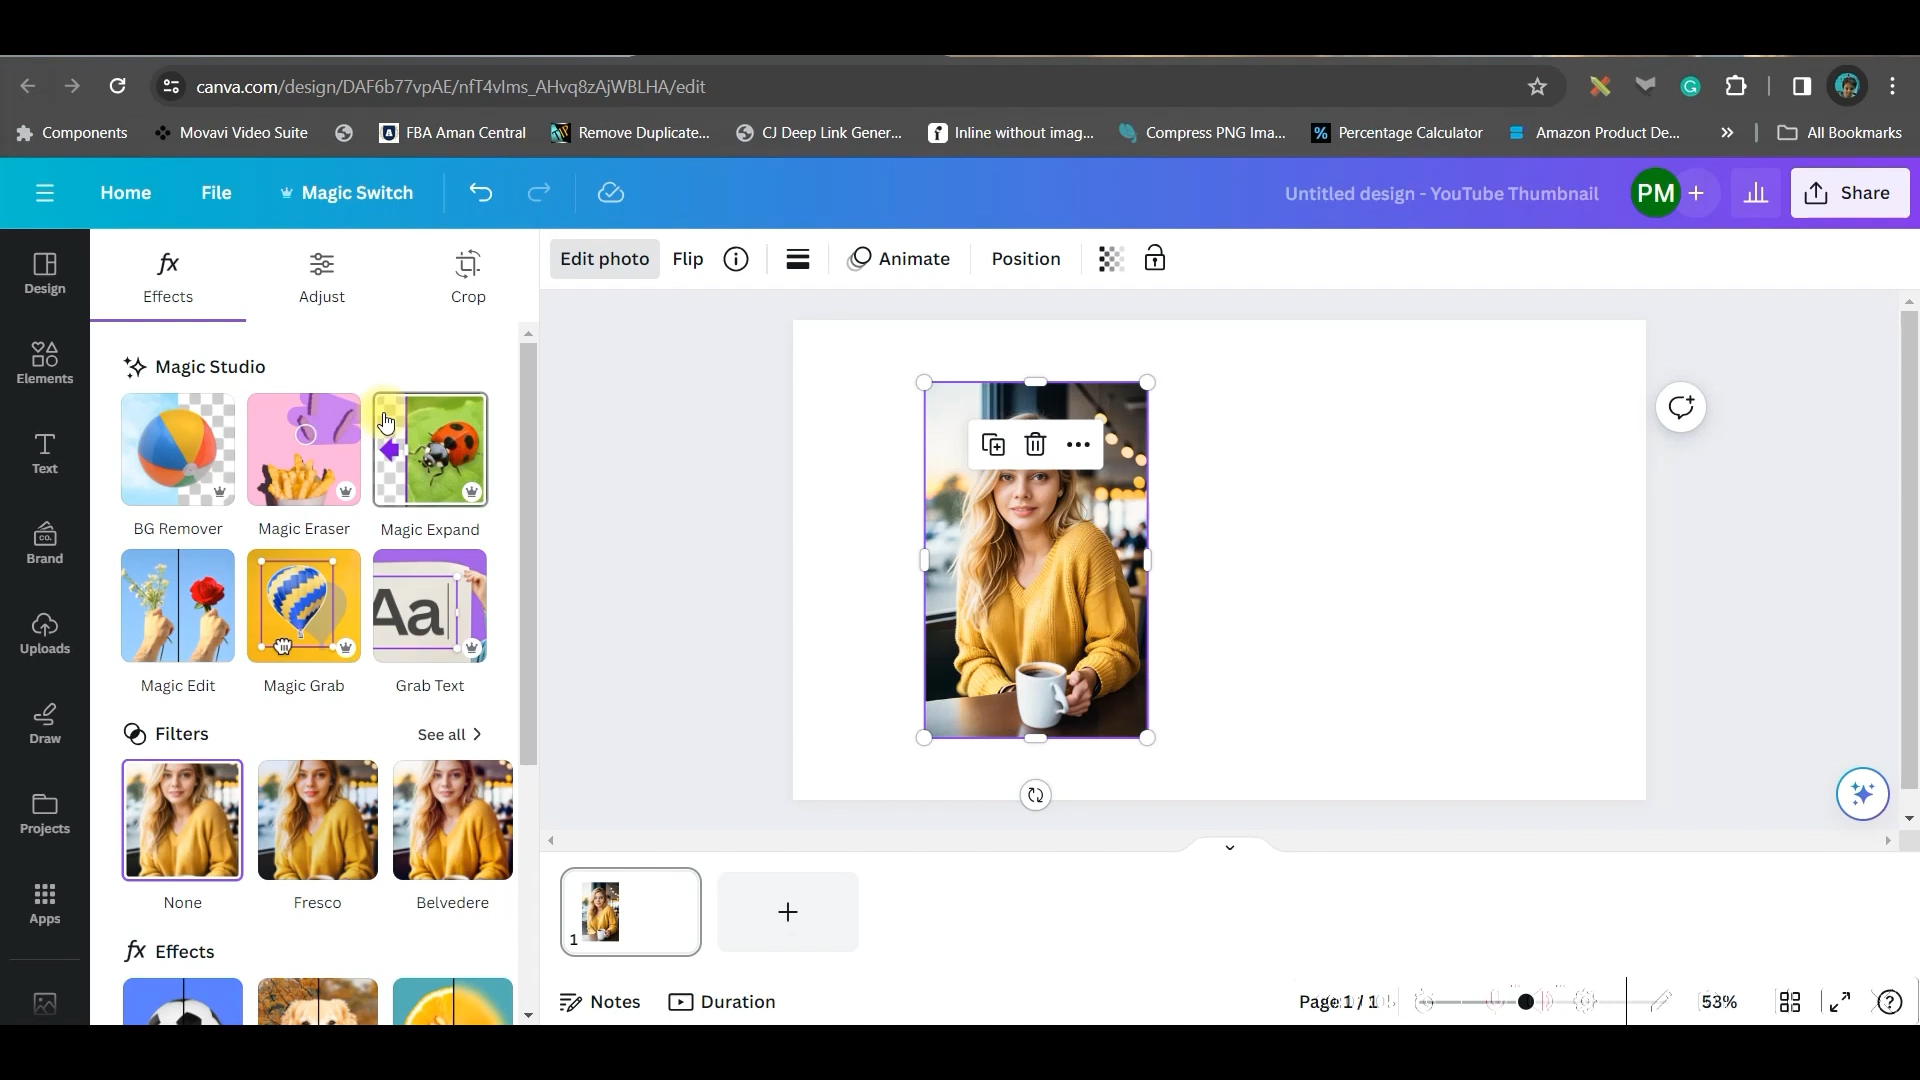 canva.com/design/DAF6b77vpAE/nfT4vlms_AHvq8zAjWBLHA/edit
Components
Movavi Video Suite
FBA Aman Central
Remove Duplicate...
CJ Deep Link Gener...
Inline without imag...
Compress PNG Ima...
Percentage Calculator
Amazon Product De...
All Bookmarks
Home
File
Magic Switch
Untitled design - YouTube Thumbnail
PM
Share
Design
Elements
Text
Brand
Uploads
Draw
Projects
Apps
Effects
Adjust
Crop
Edit photo
Flip
Animate
Position
Magic Studio
BG Remover
Magic Eraser
Magic Expand
Aa
Magic Edit
Magic Grab
Grab Text
Filters
See all
None
Fresco
Belvedere
fx Effects
1
Notes
Duration
Page 1 / 1
53%